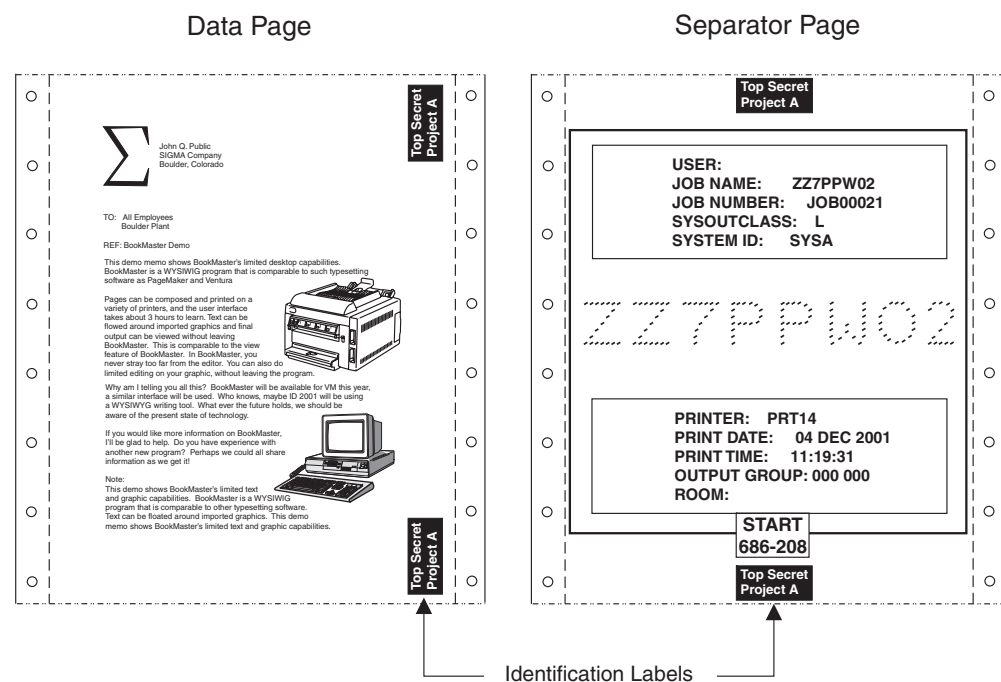 Data Page
Top Secret
Project A
John Q. Public
SIGMA Company
Boulder, Colorado
TO: All Employees
Boulder Plant
REF: BookMaster Demo
This demo memo shows BookMaster's limited desktop capabilities.
BookMaster is a WYSIWIG program that is comparable to such typesetting
software as PageMaker and Ventura
Pages can be composed and printed on a
variety of printers, and the user interface
takes about 3 hours to learn. Text can be
flowed around imported graphics and final
output can be viewed without leaving
BookMaster. This is comparable to the view
feature of BookMaster. In BookMaster, you
never stray too far from the editor. You can also do
limited editing on your graphic, without leaving the program.
Why am I telling you all this? BookMaster will be available for VM this year,
a similar interface will be used. Who knows, maybe ID 2001 will be using
a WYSIWYG writing tool. What ever the future holds, we should be
aware of the present state of technology.
If you would like more information on BookMaster,
I'll be glad to help. Do you have experience with
another new program? Perhaps we could all share
information as we get it!
Note:
This demo shows BookMaster's limited text
and graphic capabilities. BookMaster is a WYSIWIG
program that is comparable to other typesetting software.
Text can be floated around imported graphics. This demo
memo shows BookMaster's limited text and graphic capabilities.
Top Secret
Project A
Separator Page
Top Secret
Project A
USER:
JOB NAME: ZZ7PPW02
JOB NUMBER: JOB00021
SYSOUTCLASS: L
SYSTEM ID: SYSA
ZZ7PPW02
PRINTER: PRT14
PRINT DATE: 04 DEC 2001
PRINT TIME: 11:19:31
OUTPUT GROUP: 000 000
ROOM:
START
686-208
Top Secret
Project A
Identification Labels